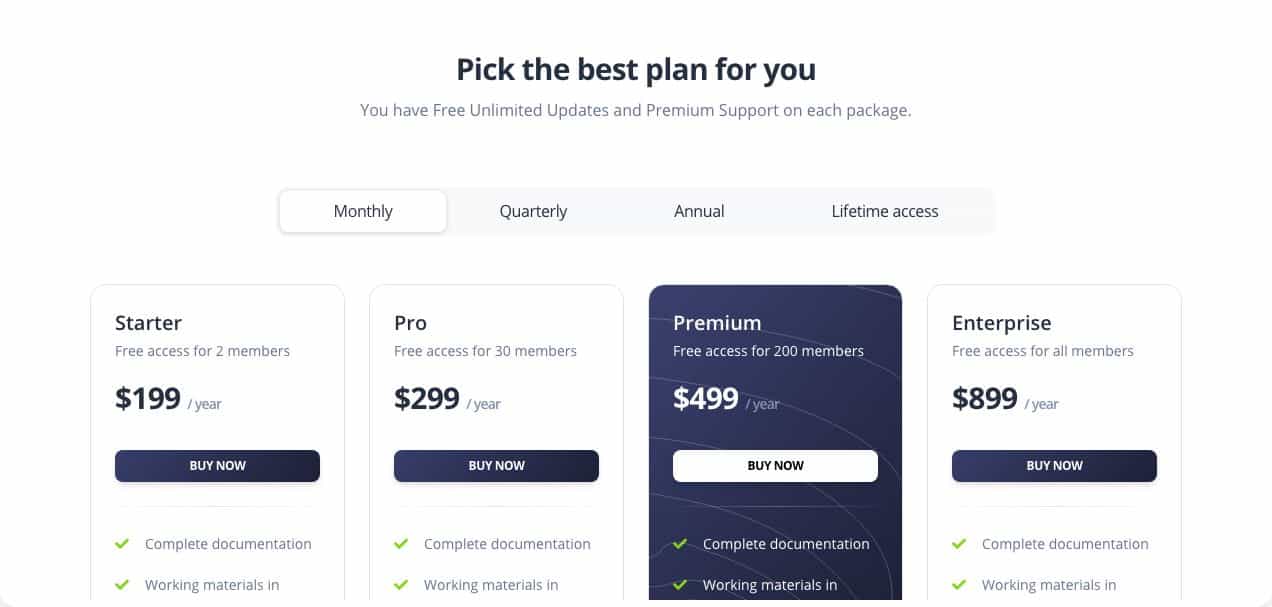 Pick the best plan for you
You have Free Unlimited Updates and Premium Support on each package.
Monthly
Quarterly
Annual
Lifetime access
Starter
Free access for 2 members
$199 / year
BUY NOW
Complete documentation
Working materials in
Pro
Free access for 30 members
$299 / year
BUY NOW
Complete documentation
Working materials in
Premium
Free access for 200 members
$499 / year
BUY NOW
Complete documentation
Working materials in
Enterprise
Free access for all members
$899 / year
BUY NOW
Complete documentation
Working materials in